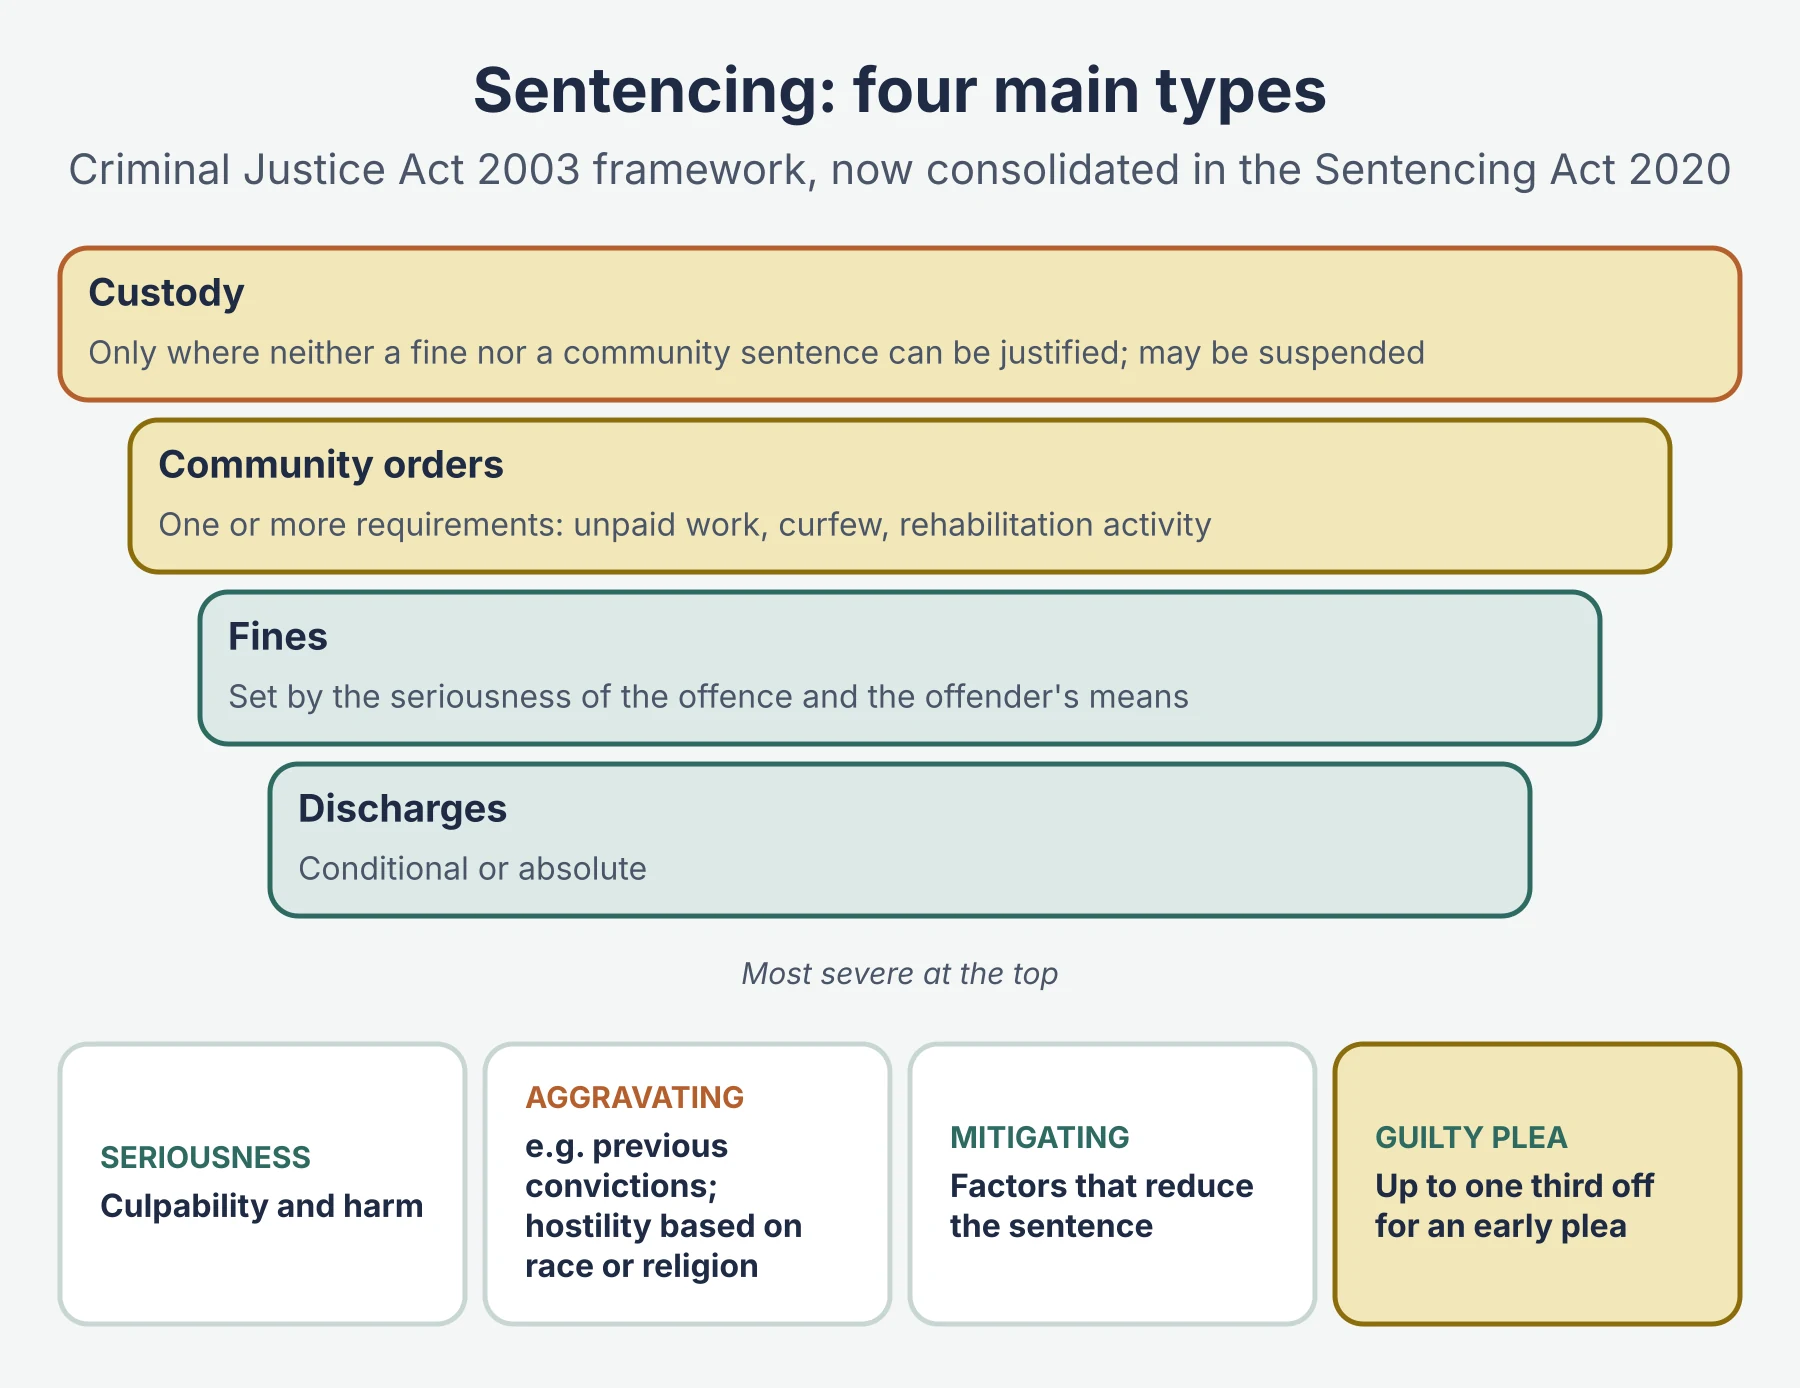 Sentencing: four main types
Criminal Justice Act 2003 framework, now consolidated in the Sentencing Act 2020
Custody
Only where neither a fine nor a community sentence can be justified; may be suspended
Community orders
One or more requirements: unpaid work, curfew, rehabilitation activity
Fines
Set by the seriousness of the offence and the offender's means
Discharges
Conditional or absolute
Most severe at the top
SERIOUSNESS
Culpability and harm
AGGRAVATING
e.g. previous
convictions;
hostility based on
race or religion
MITIGATING
Factors that reduce
the sentence
GUILTY PLEA
Up to one third off
for an early plea